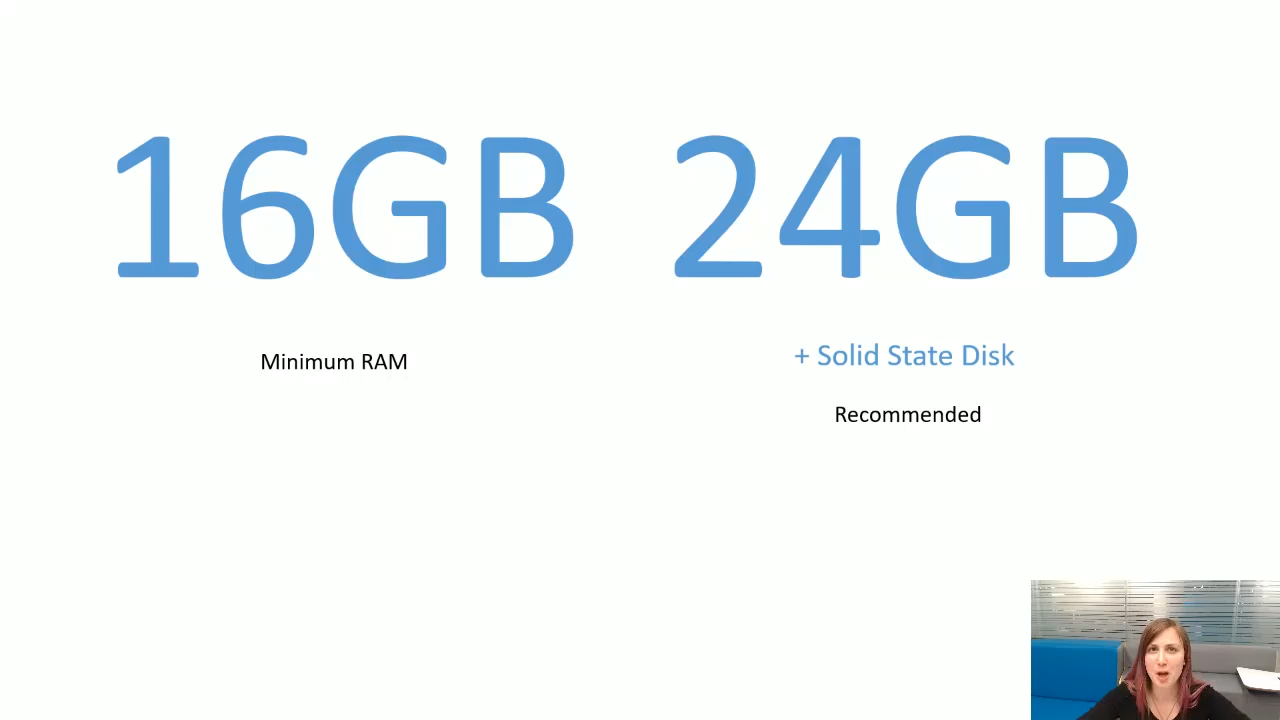 16GB
Minimum RAM
24GB
+ Solid State Disk
Recommended